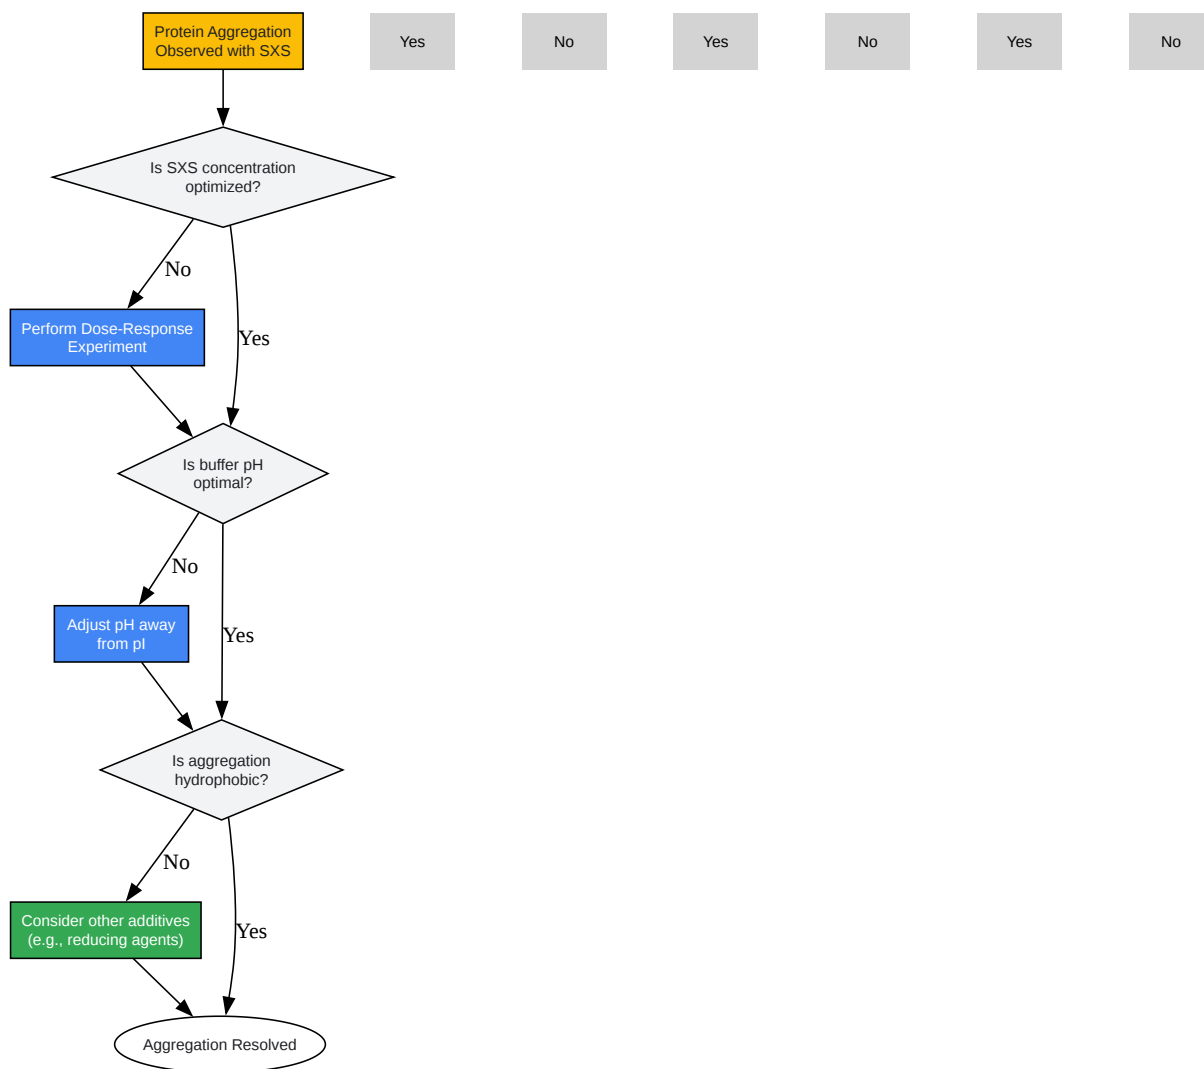 Protein Aggregation
Observed with SXS
Yes
No
Yes
No
Yes
No
Is SXS concentration
optimized?
No
Perform Dose-Response
Experiment
Yes
Is buffer pH
optimal?
No
Adjust pH away
from pI
Yes
Is aggregation
hydrophobic?
No
Consider other additives
(e.g., reducing agents)
Yes
Aggregation Resolved